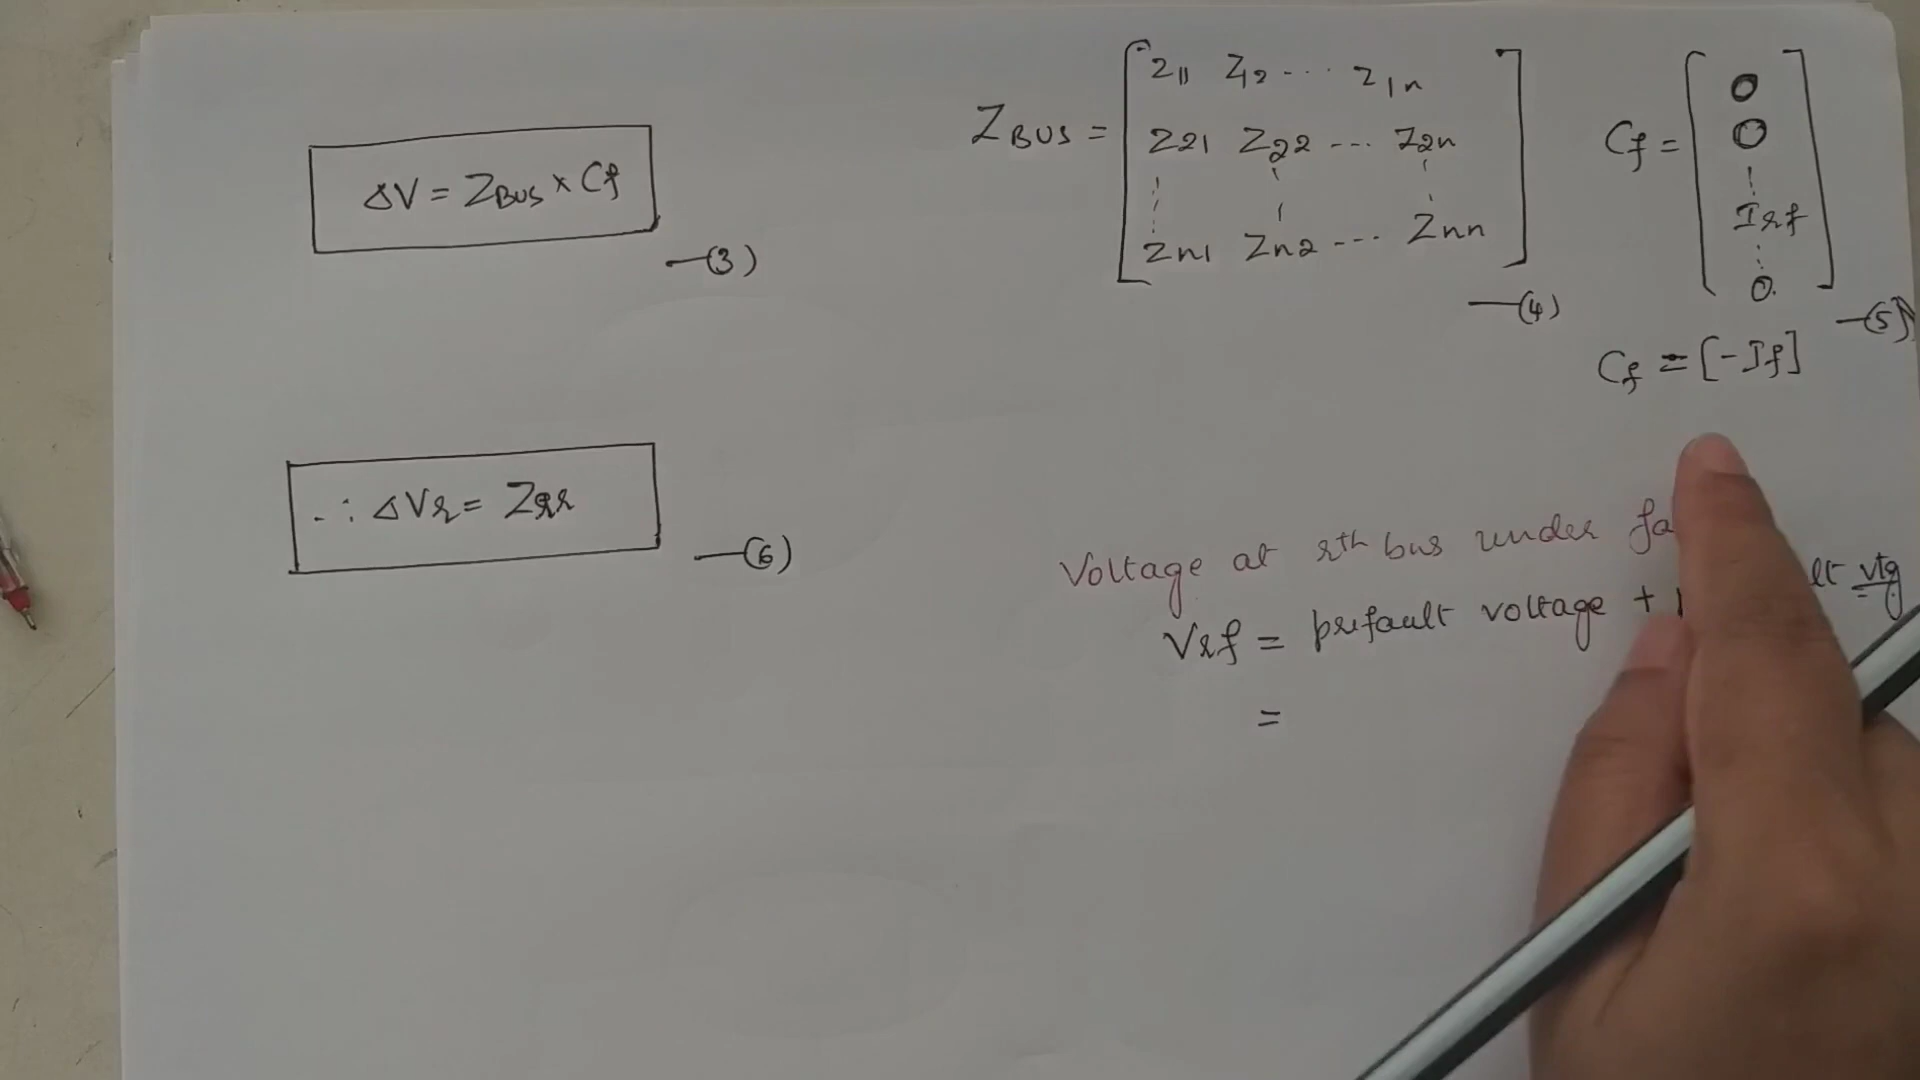 ΔV = ZBUS × Cf
—(3)
ZBUS = [ Z11 Z12 ... Z1n
Z21 Z22 ... Z2n
Zn1 Zn2 ... Znn ]
—(4)
Cf = [ 0
0
Irf
0 ]
—(5)
Cf = [-If]
∴ ΔVr = Zrr
—(6)
Voltage at rth bus under
Vrf = prefault voltage + vtg
=